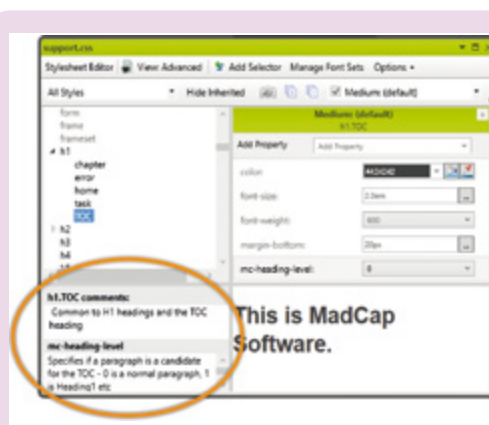 support.css
Stylesheet Editor View: Advanced Add Selector Manage Font Sets Options
All Styles Hide Inherited Medium: (default)
form
frame
frameset
h1
chapter
error
home
task
TOC
h2
h3
h4
Medium: (default)
h1.TOC
Add Property Add Property
color:
font-size: 2.0em
font-weight: 600
margin-bottom: 20px
mc-heading-level: 0
h1.TOC comments:
Common to H1 headings and the TOC
heading
mc-heading-level
Specifies if a paragraph is a candidate
for the TOC - 0 is a normal paragraph, 1
is Heading1 etc
This is MadCap
Software.